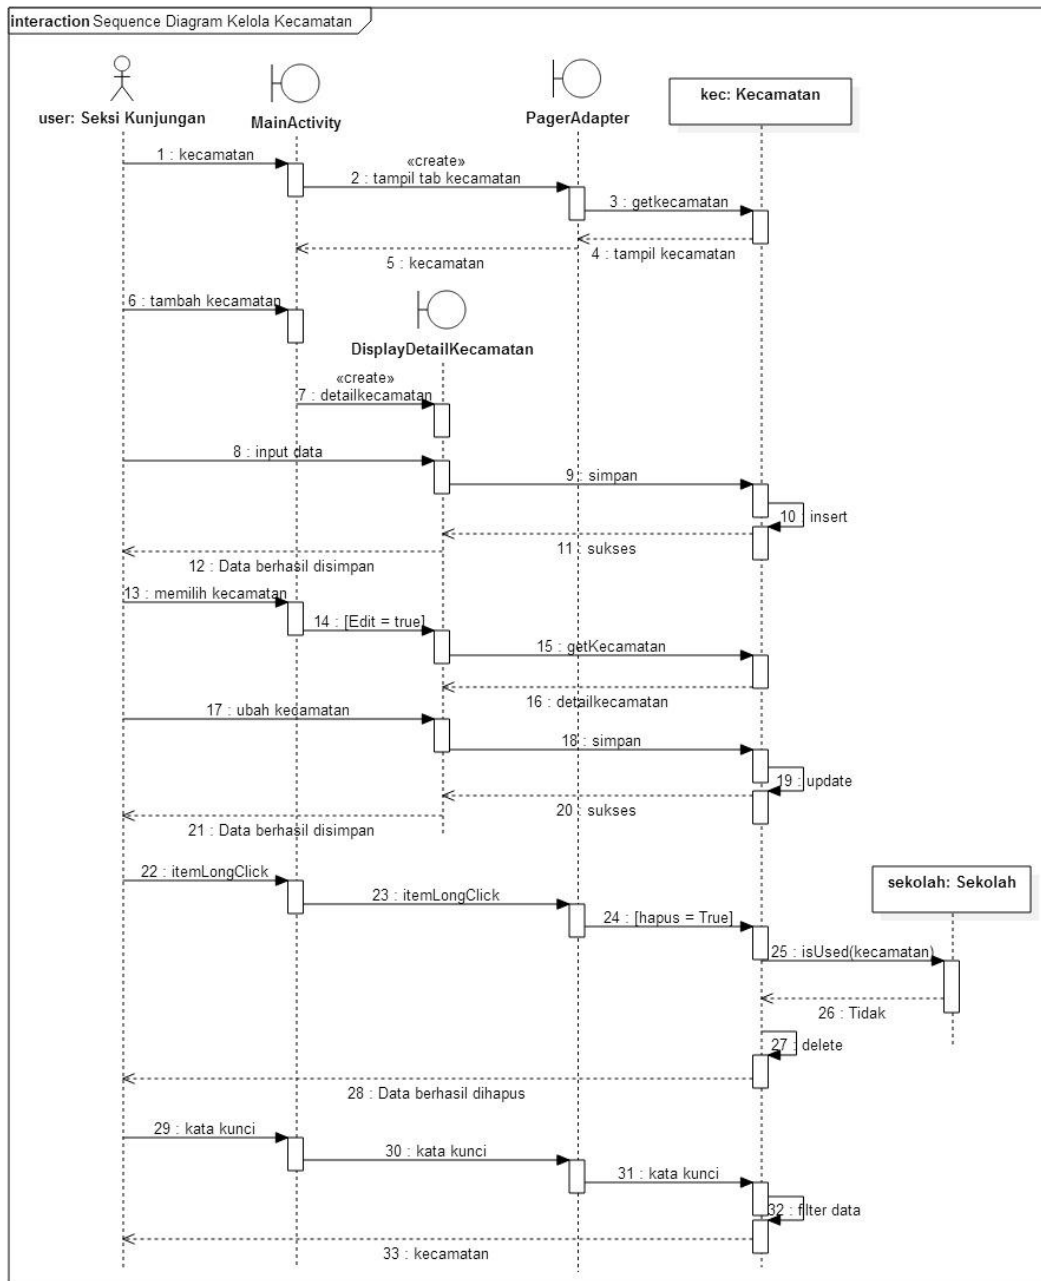 interaction Sequence Diagram Kelola Kecamatan
user: Seksi Kunjungan
MainActivity
PagerAdapter
kec: Kecamatan
1 : kecamatan
«create»
2 : tampil tab kecamatan
3 : getkecamatan
4 : tampil kecamatan
5 : kecamatan
6 : tambah kecamatan
DisplayDetailKecamatan
«create»
7 : detailkecamatan
8 : input data
9 : simpan
10 : insert
11 : sukses
12 : Data berhasil disimpan
13 : memilih kecamatan
14 : [Edit = true]
15 : getKecamatan
16 : detailkecamatan
17 : ubah kecamatan
18 : simpan
19 : update
20 : sukses
21 : Data berhasil disimpan
22 : itemLongClick
sekolah: Sekolah
23 : itemLongClick
24 : [hapus = True]
25 : isUsed(kecamatan)
26 : Tidak
27 : delete
28 : Data berhasil dihapus
29 : kata kunci
30 : kata kunci
31 : kata kunci
32 : filter data
33 : kecamatan